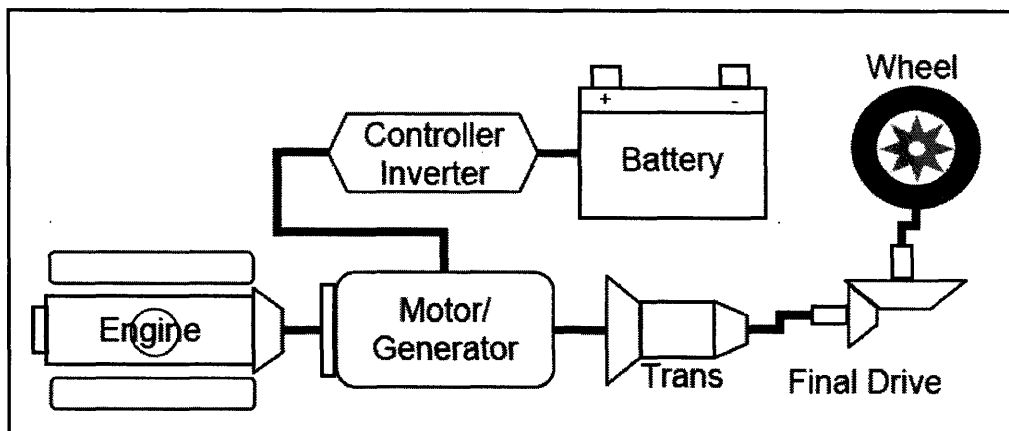 Wheel
Controller
Inverter
+ -
Battery
Engine
Motor/
Generator
Trans
Final Drive